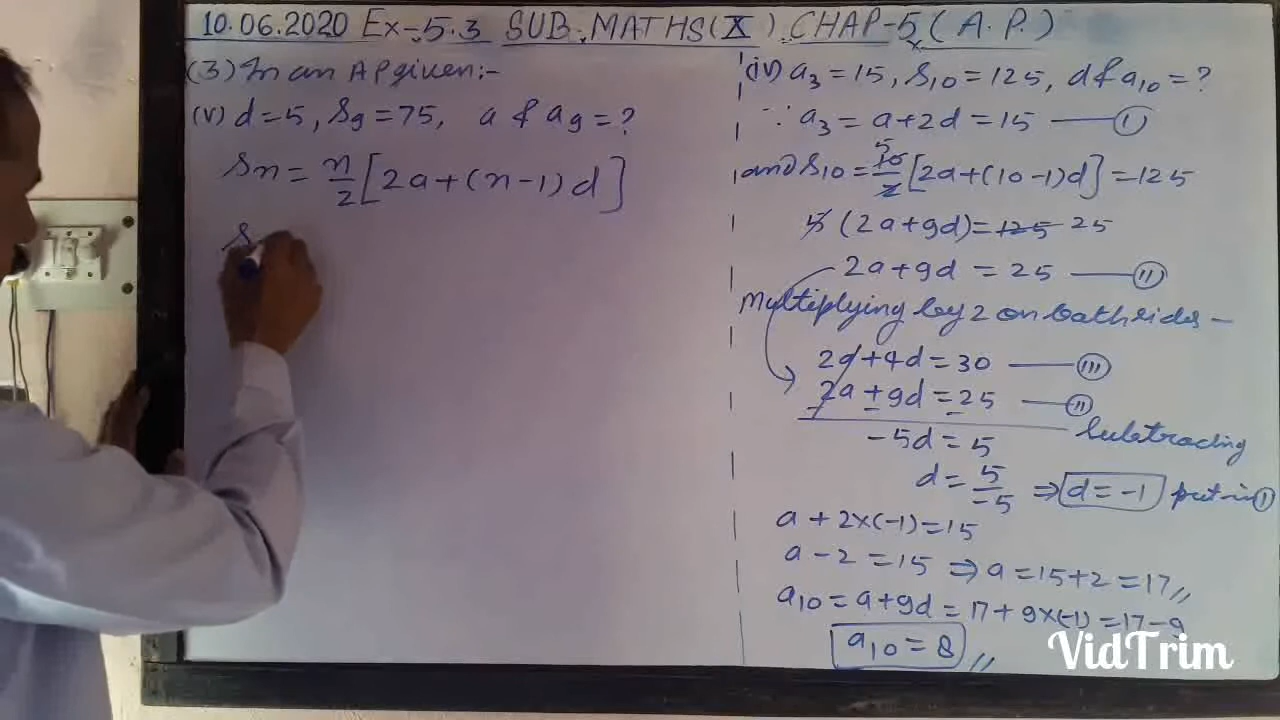 10.06.2020 Ex-5.3 SUB. MATHS(X). CHAP-5 (A.P.)
(3) In an AP given:-
(v) d=5, S9=75, a & a9=?
Sn = n/2 [2a+(n-1)d]
S
(iv) a3=15, S10=125, d & a10=?
∵ a3 = a+2d = 15 —— (I)
and S10 = 10/2 5 [2a+(10-1)d] = 125
5 (2a+9d) = 125 25
2a+9d = 25 —— (II)
Multiplying by 2 on both sides -
2a+4d=30 —— (III)
2a+9d=25 —— (II)
- - -
Subtracting
-5d = 5
d = 5/-5 ⇒ d=-1 put in (I)
a + 2×(-1) = 15
a - 2 = 15 ⇒ a = 15+2 = 17,,
a10 = a+9d = 17+9×(-1) = 17-9
a10 = 8 ,,
VidTrim